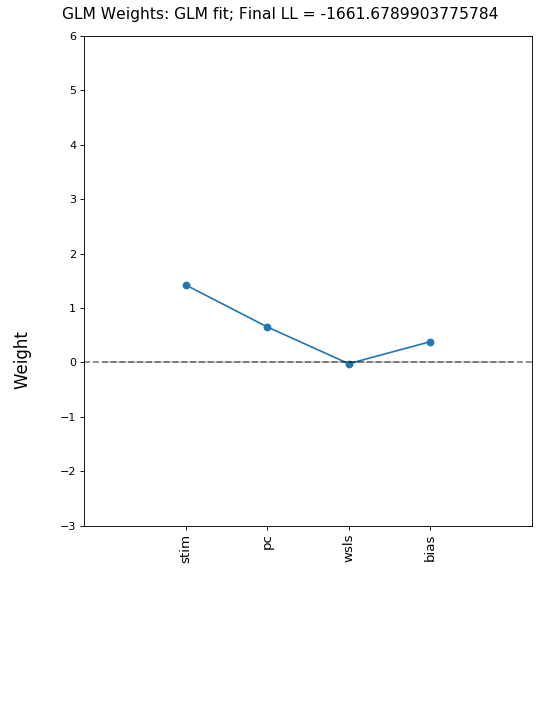 GLM Weights: GLM fit; Final LL = -1661.6789903775784
6
5
4
3
2
1
0
−1
−2
−3
Weight
stim
pc
wsls
bias